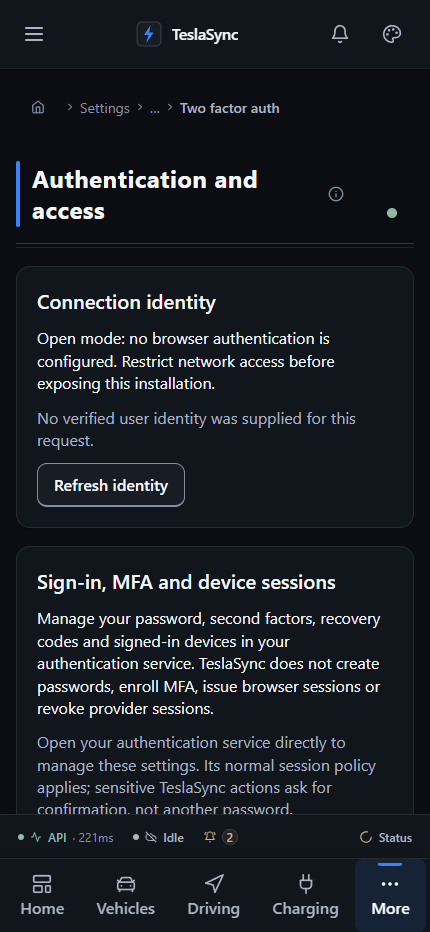 TeslaSync
Settings
...
Two factor auth
Authentication and
access
Connection identity
Open mode: no browser authentication is
configured. Restrict network access before
exposing this installation.
No verified user identity was supplied for this
request.
Refresh identity
Sign-in, MFA and device sessions
Manage your password, second factors, recovery
codes and signed-in devices in your
authentication service. TeslaSync does not create
passwords, enroll MFA, issue browser sessions or
revoke provider sessions.
Open your authentication service directly to
manage these settings. Its normal session policy
applies; sensitive TeslaSync actions ask for
confirmation, not another password.
API · 221ms
Idle
2
Status
Home
Vehicles
Driving
Charging
More